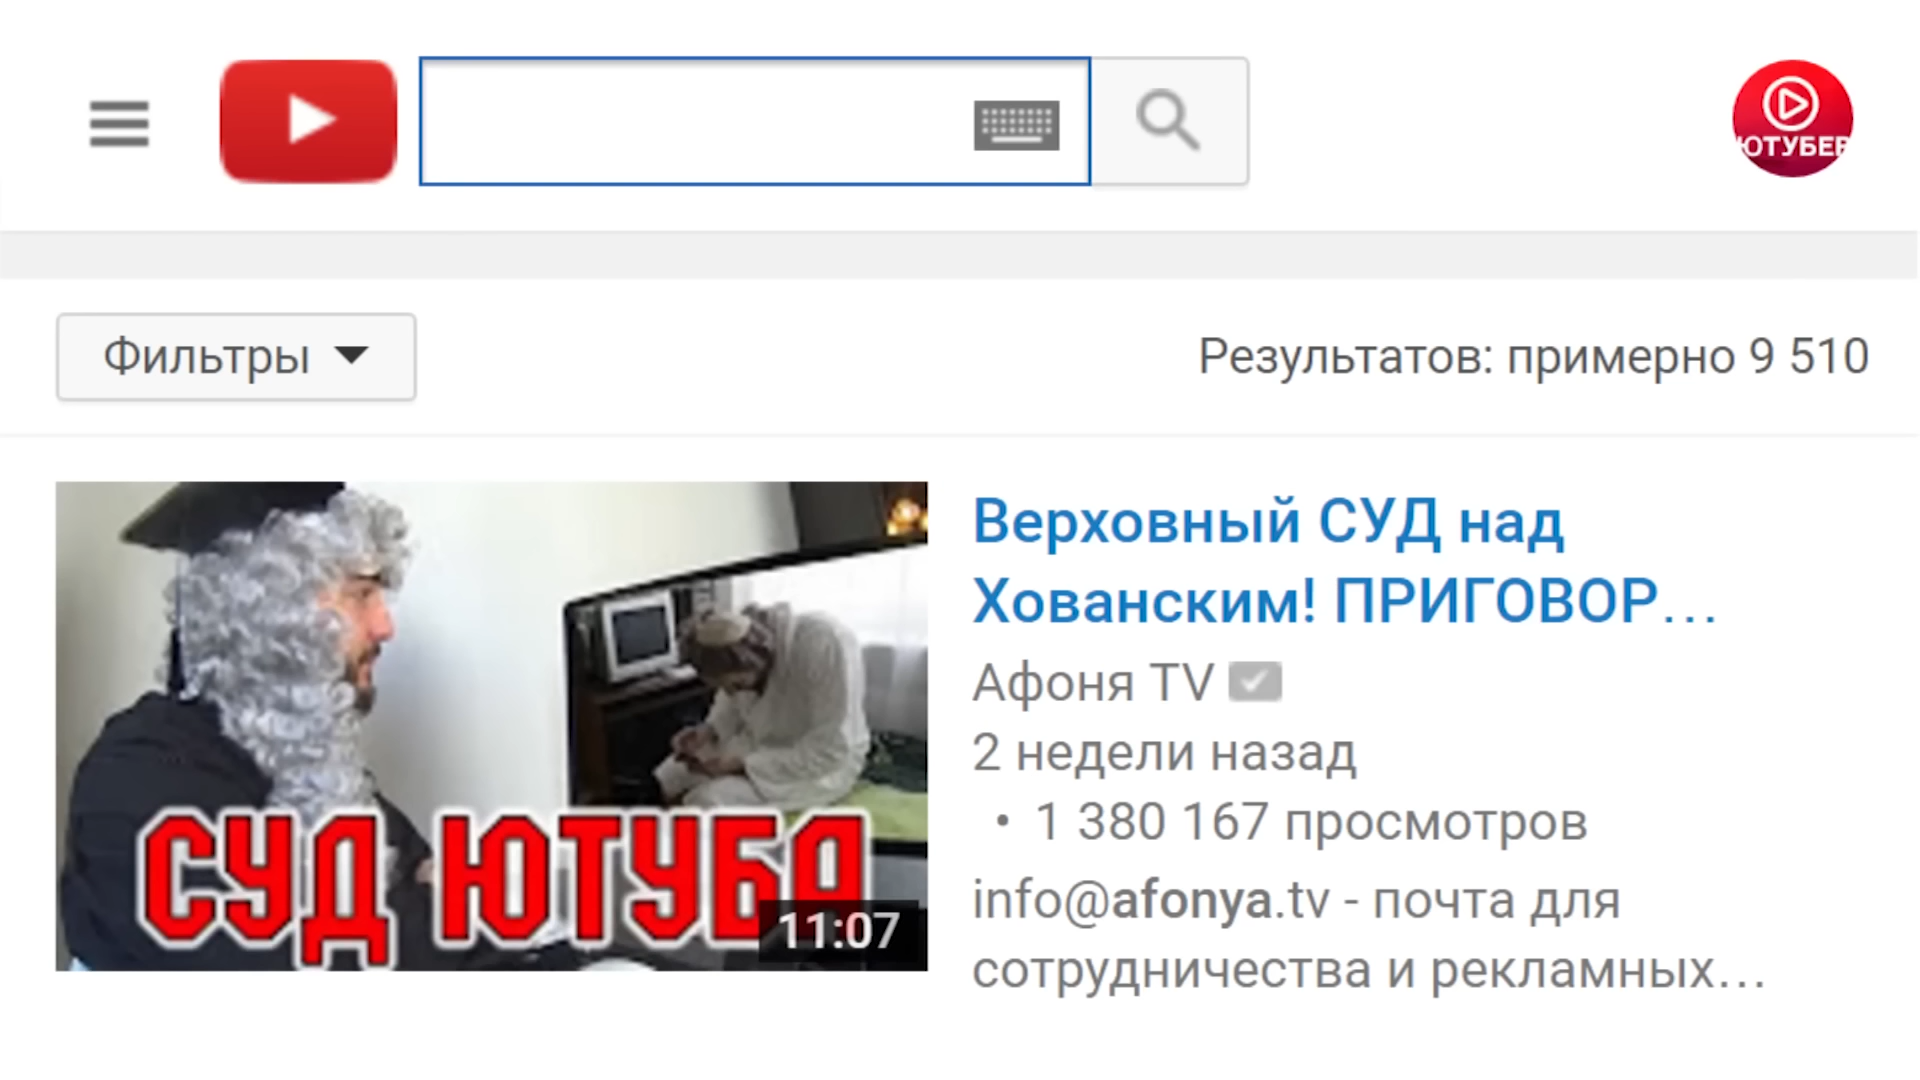 ЮТУБЕР
Фильтры
Результатов: примерно 9 510
Верховный СУД над
Хованским! ПРИГОВОР...
Афоня TV
2 недели назад
• 1 380 167 просмотров
info@afonya.tv - почта для
сотрудничества и рекламных...
СУД ЮТУБА
11:07